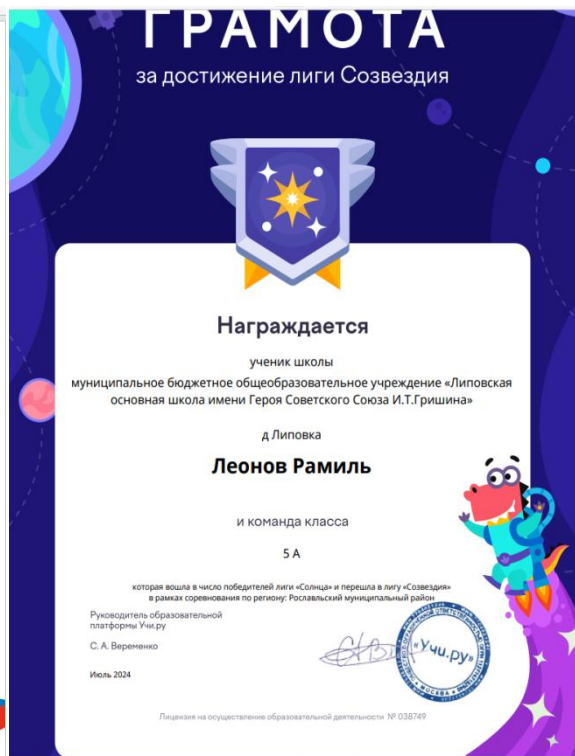 ГРАМОТА
за достижение лиги Созвездия
Награждается
ученик школы
муниципальное бюджетное общеобразовательное учреждение «Липовская
основная школа имени Героя Советского Союза И.Т.Гришина»
д Липовка
Леонов Рамиль
и команда класса
5 А
которая вошла в число победителей лиги «Солнца» и перешла в лигу «Созвездия»
в рамках соревнования по региону: Рославльский муниципальный район
Руководитель образовательной
платформы Учи.ру
С. А. Веременко
«Учи.ру»
МОСКВА
Июль 2024
Лицензия на осуществление образовательной деятельности № 038749